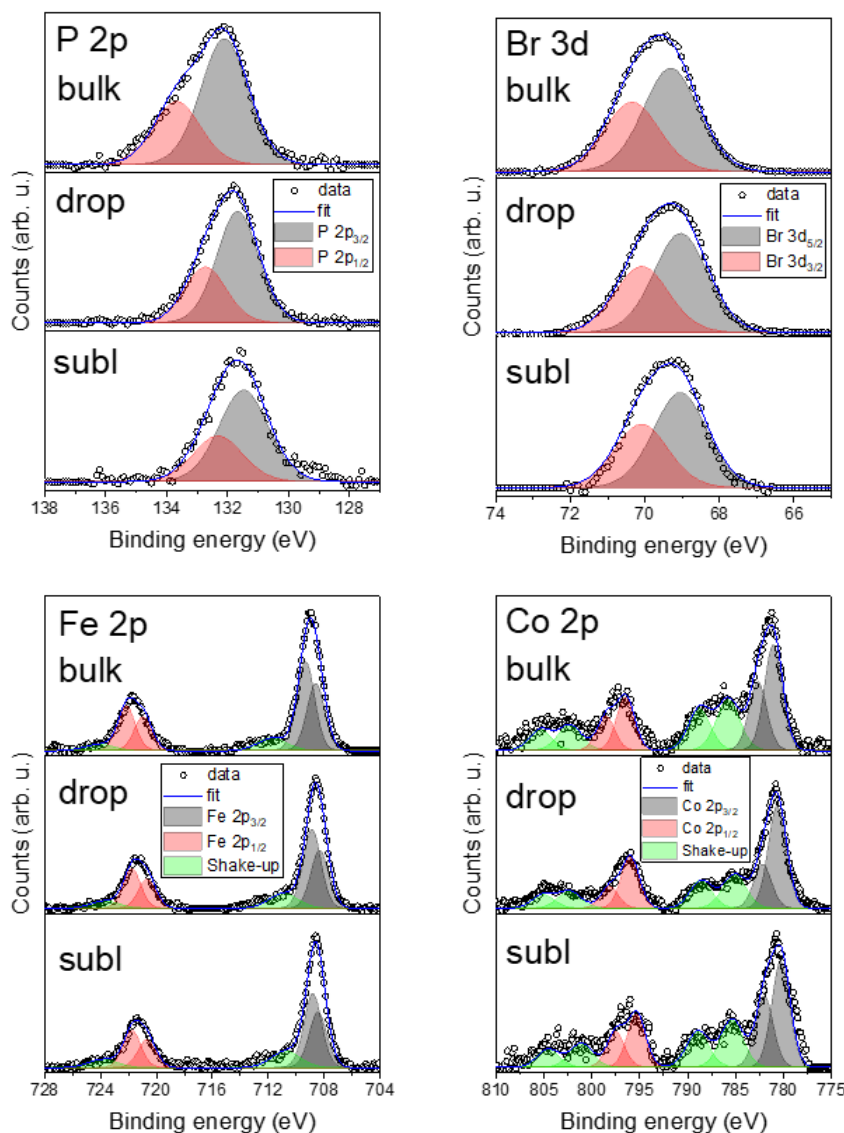 P 2p
bulk
drop
data
fit
P 2p3/2
P 2p1/2
subl
Counts (arb. u.)
138 136 134 132 130 128
Binding energy (eV)
Br 3d
bulk
drop
data
fit
Br 3d5/2
Br 3d3/2
subl
Counts (arb. u.)
74 72 70 68 66
Binding energy (eV)
Fe 2p
bulk
drop
data
fit
Fe 2p3/2
Fe 2p1/2
Shake-up
subl
Counts (arb. u.)
728 724 720 716 712 708 704
Binding energy (eV)
Co 2p
bulk
drop
data
fit
Co 2p3/2
Co 2p1/2
Shake-up
subl
Counts (arb. u.)
810 805 800 795 790 785 780 775
Binding energy (eV)